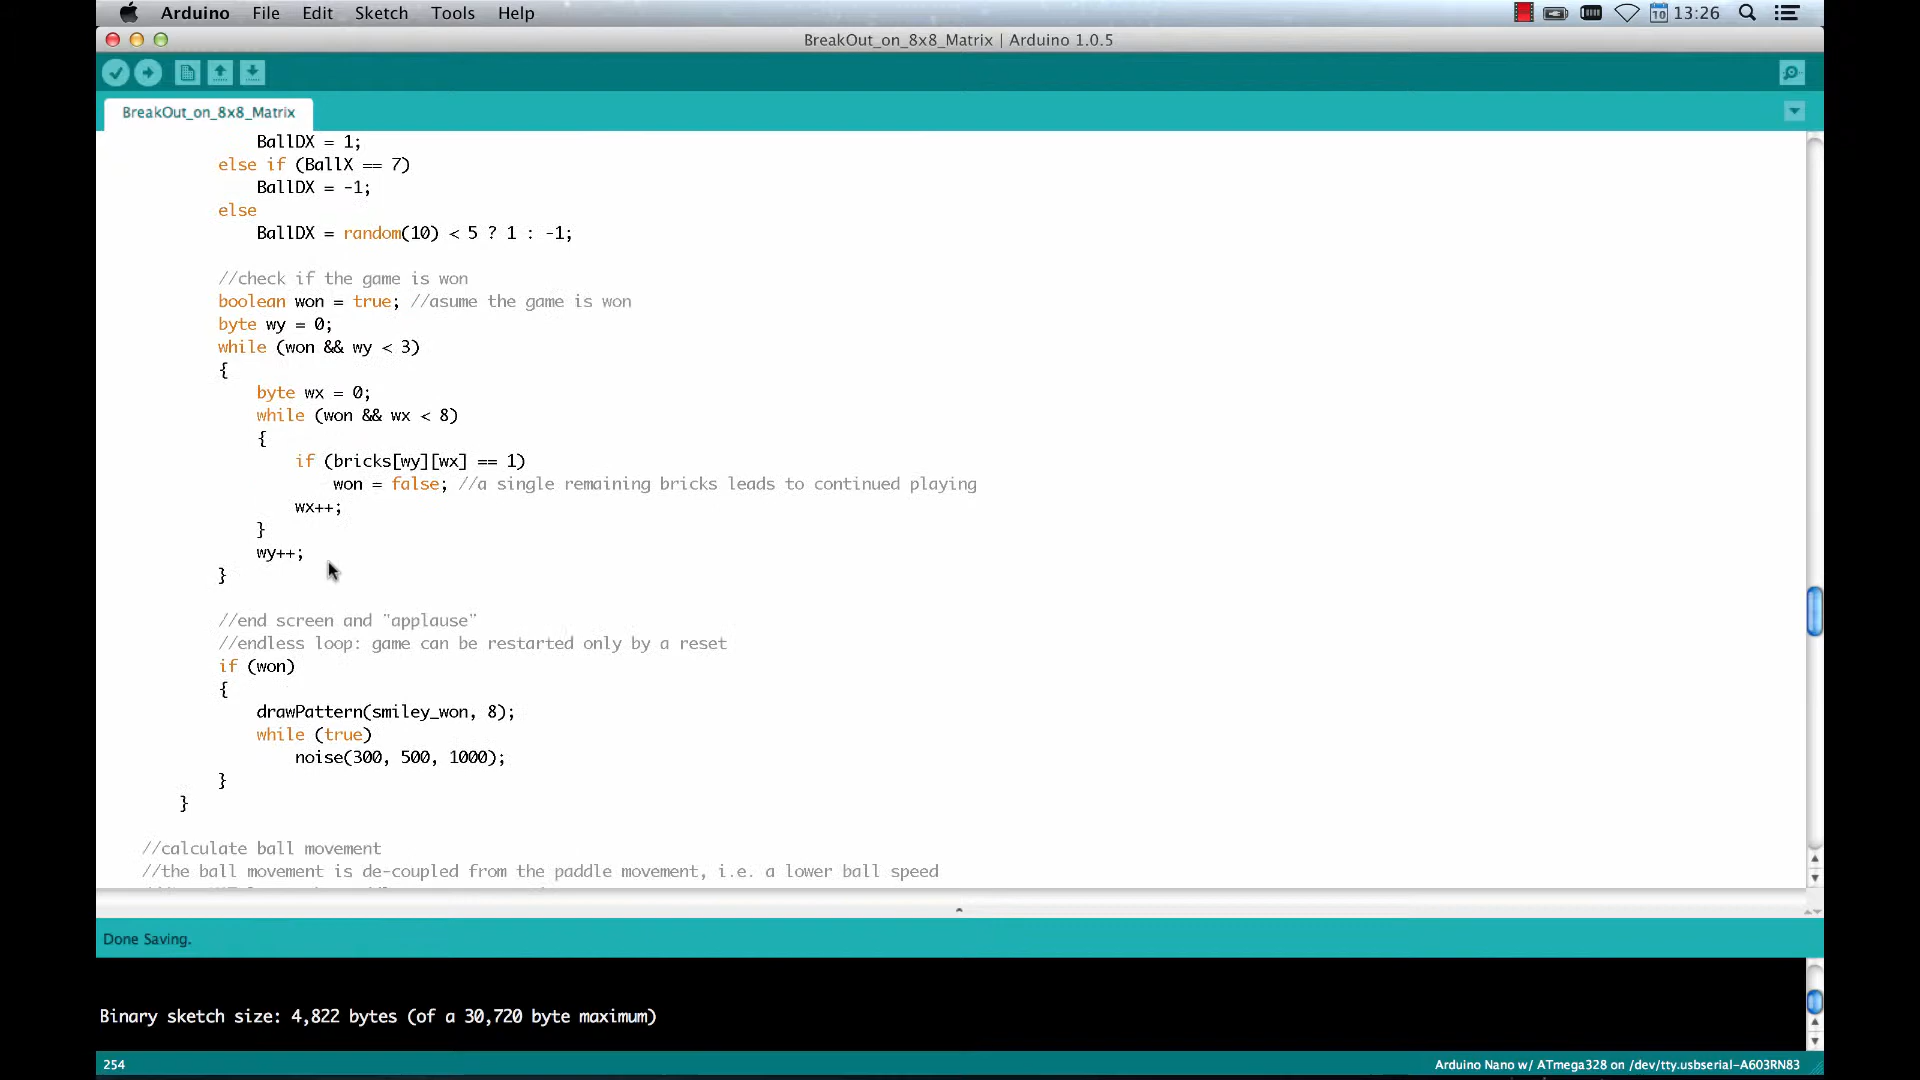 Arduino File Edit Sketch Tools Help 10 13:26
BreakOut_on_8x8_Matrix | Arduino 1.0.5
BreakOut_on_8x8_Matrix
BallDX = 1;
else if (BallX == 7)
BallDX = -1;
else
BallDX = random(10) < 5 ? 1 : -1;
//check if the game is won
boolean won = true; //asume the game is won
byte wy = 0;
while (won && wy < 3)
{
byte wx = 0;
while (won && wx < 8)
{
if (bricks[wy][wx] == 1)
won = false; //a single remaining bricks leads to continued playing
wx++;
}
wy++;
}
//end screen and "applause"
//endless loop: game can be restarted only by a reset
if (won)
{
drawPattern(smiley_won, 8);
while (true)
noise(300, 500, 1000);
}
}
//calculate ball movement
//the ball movement is de-coupled from the paddle movement, i.e. a lower ball speed
Done Saving.
Binary sketch size: 4,822 bytes (of a 30,720 byte maximum)
254 Arduino Nano w/ ATmega328 on /dev/tty.usbserial-A603RN83